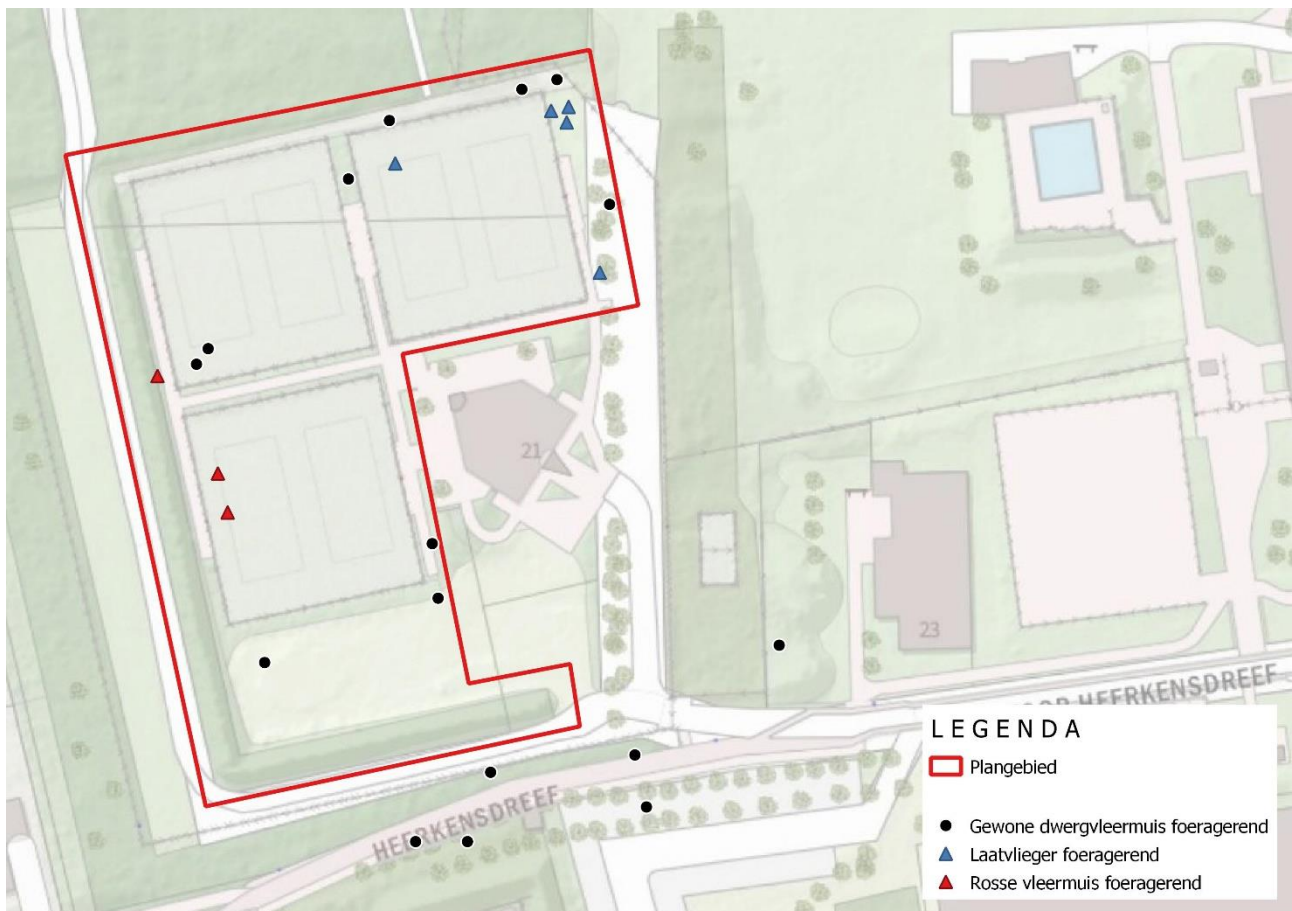 21
23
HEERKENSDREEF
HEERKENSDREEF
LEGENDA
Plangebied
Gewone dwergvleermuis foeragerend
Laatvlieger foeragerend
Rosse vleermuis foeragerend